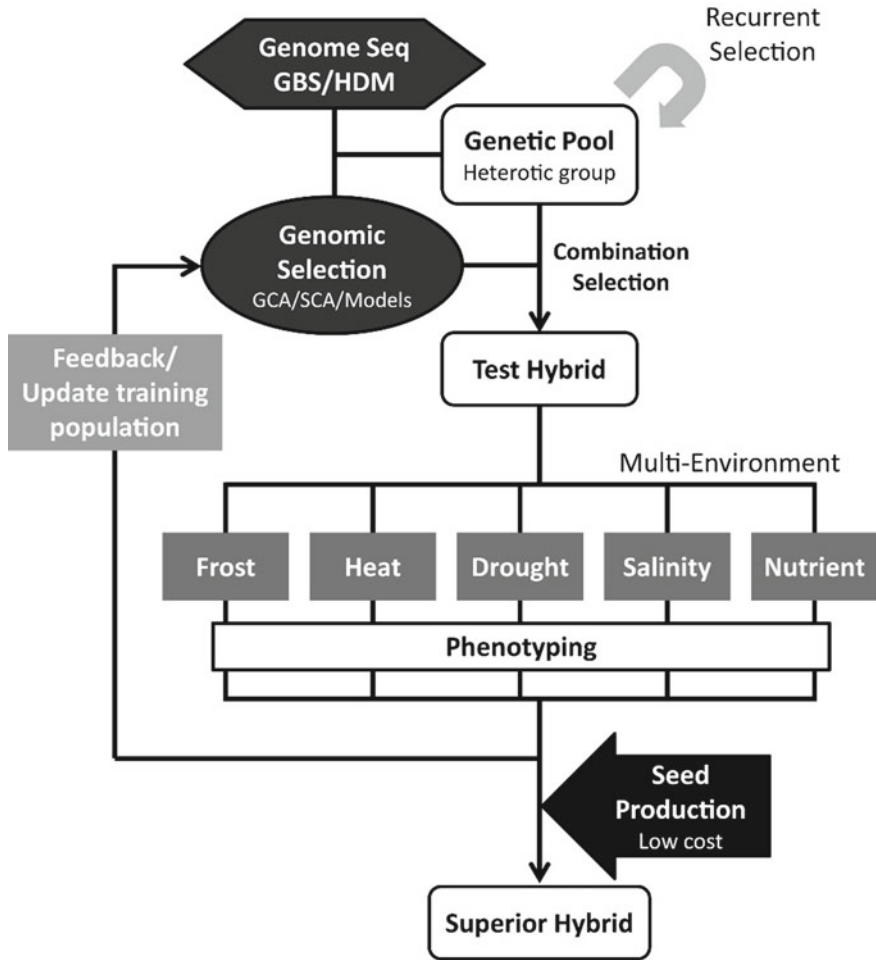 Genome Seq
GBS/HDM
Recurrent
Selection
Genetic Pool
Heterotic group
Genomic
Selection
GCA/SCA/Models
Combination
Selection
Feedback/
Update training
population
Test Hybrid
Multi-Environment
Frost Heat Drought Salinity Nutrient
Phenotyping
Seed
Production
Low cost
Superior Hybrid